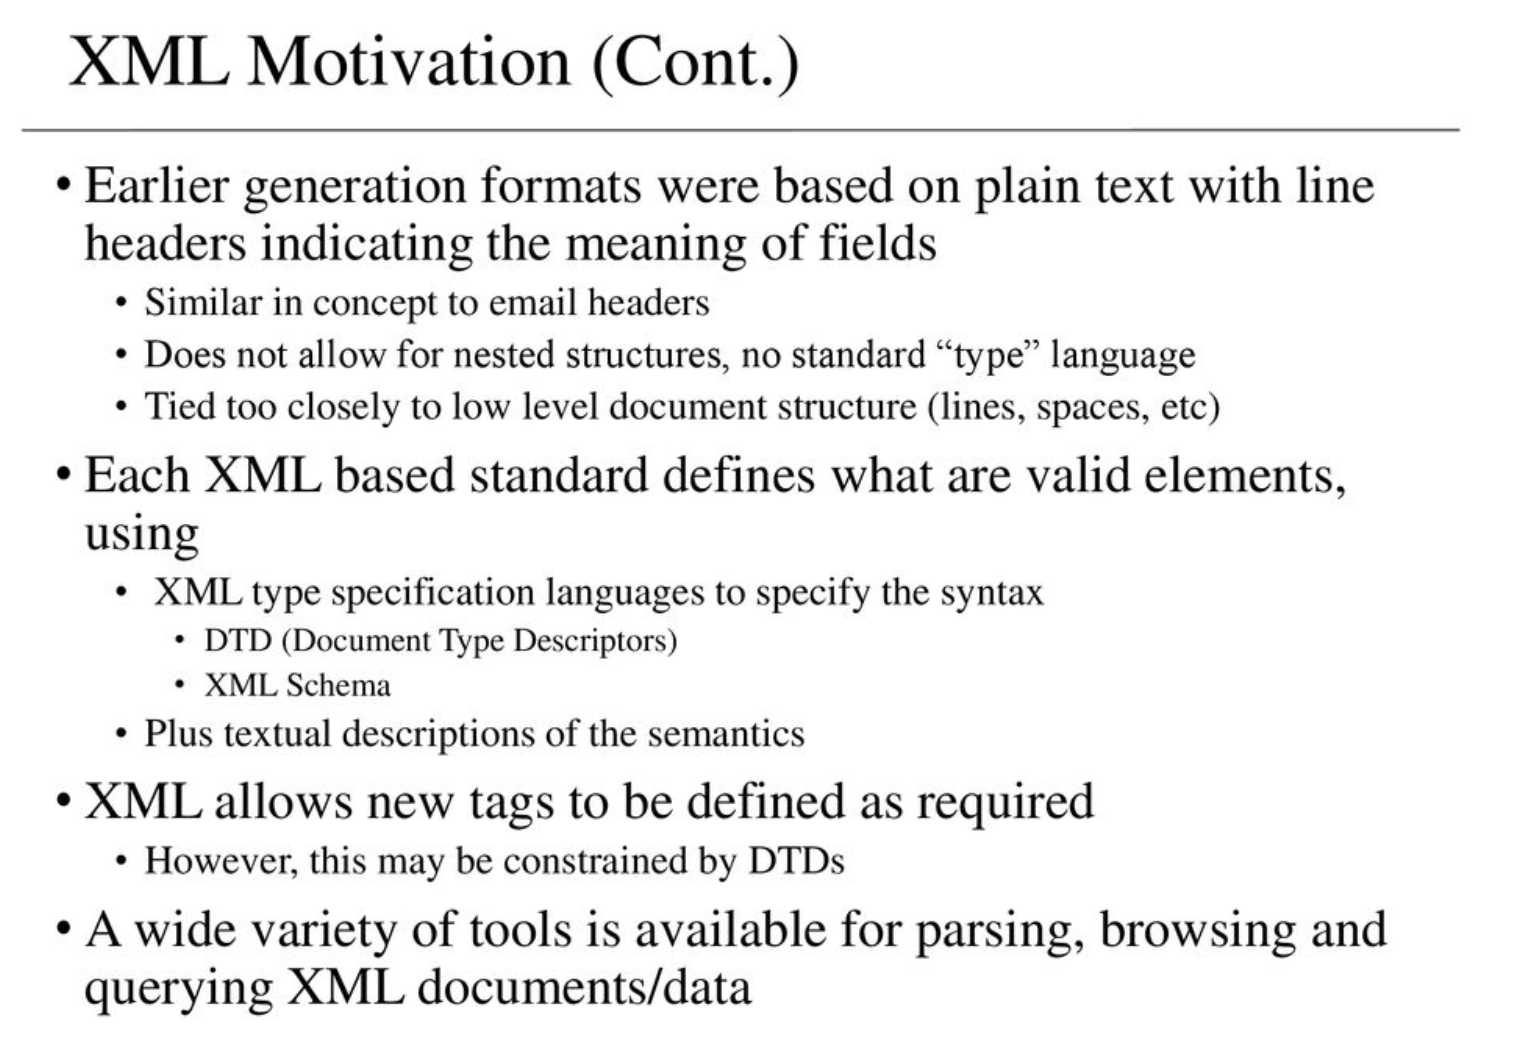 XML Motivation (Cont.)
• Earlier generation formats were based on plain text with line
headers indicating the meaning of fields
• Similar in concept to email headers
• Does not allow for nested structures, no standard “type” language
• Tied too closely to low level document structure (lines, spaces, etc)
• Each XML based standard defines what are valid elements,
using
• XML type specification languages to specify the syntax
• DTD (Document Type Descriptors)
• XML Schema
• Plus textual descriptions of the semantics
• XML allows new tags to be defined as required
• However, this may be constrained by DTDs
• A wide variety of tools is available for parsing, browsing and
querying XML documents/data